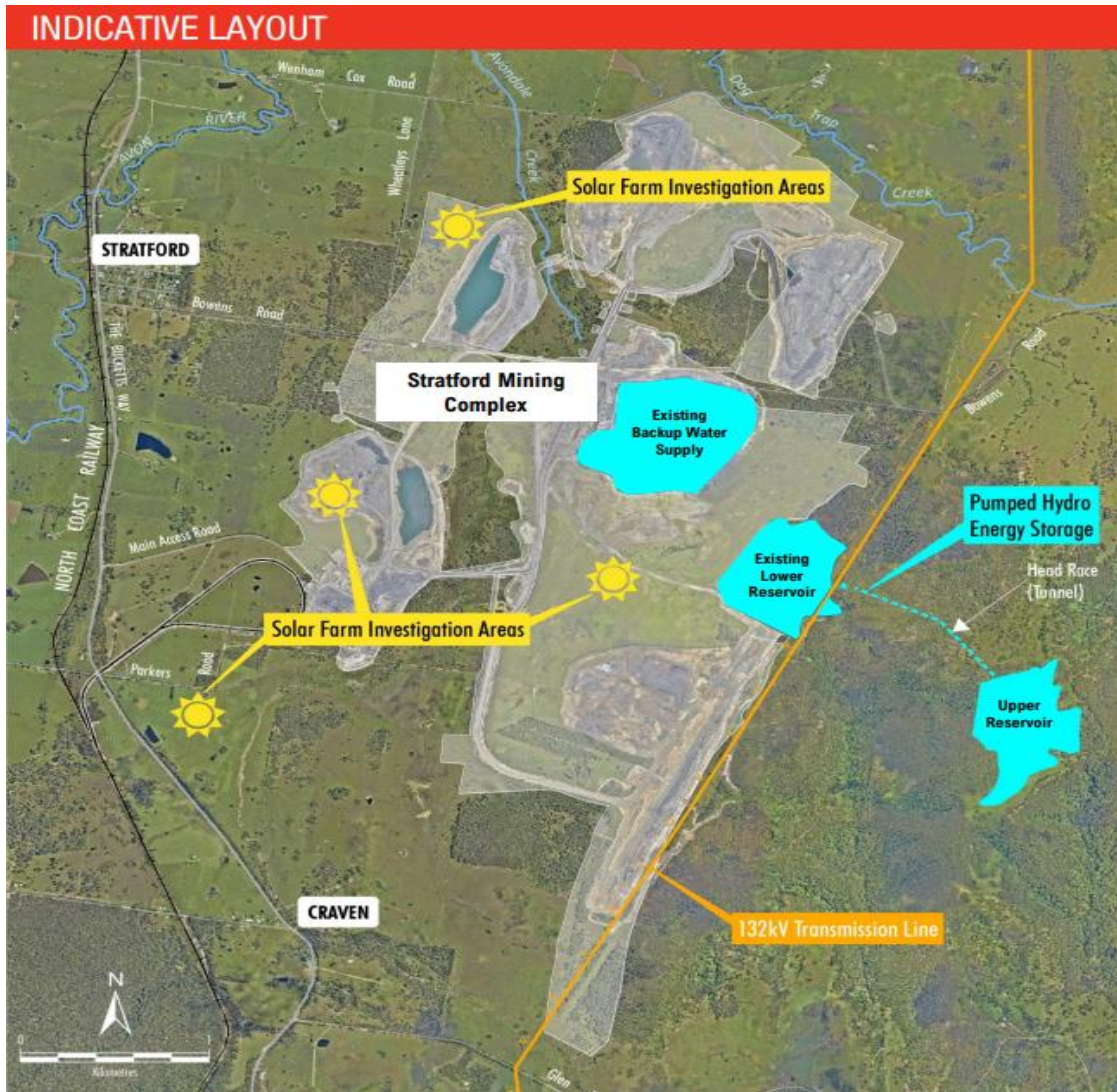 INDICATIVE LAYOUT
Wenham Cox Road
Avondale
Creek
Dog
Trap
Creek
AVON
RIVER
Wheatleys Lane
Solar Farm Investigation Areas
STRATFORD
Bowens Road
THE BUCKETTS WAY
Stratford Mining
Complex
Existing
Backup Water
Supply
Bowens
Road
NORTH COAST RAILWAY
Pumped Hydro
Energy Storage
Main Access Road
Existing
Lower
Reservoir
Head Race
(Tunnel)
Solar Farm Investigation Areas
Parkers
Road
Upper
Reservoir
CRAVEN
132kV Transmission Line
N
0
1
Kilometres
Glen